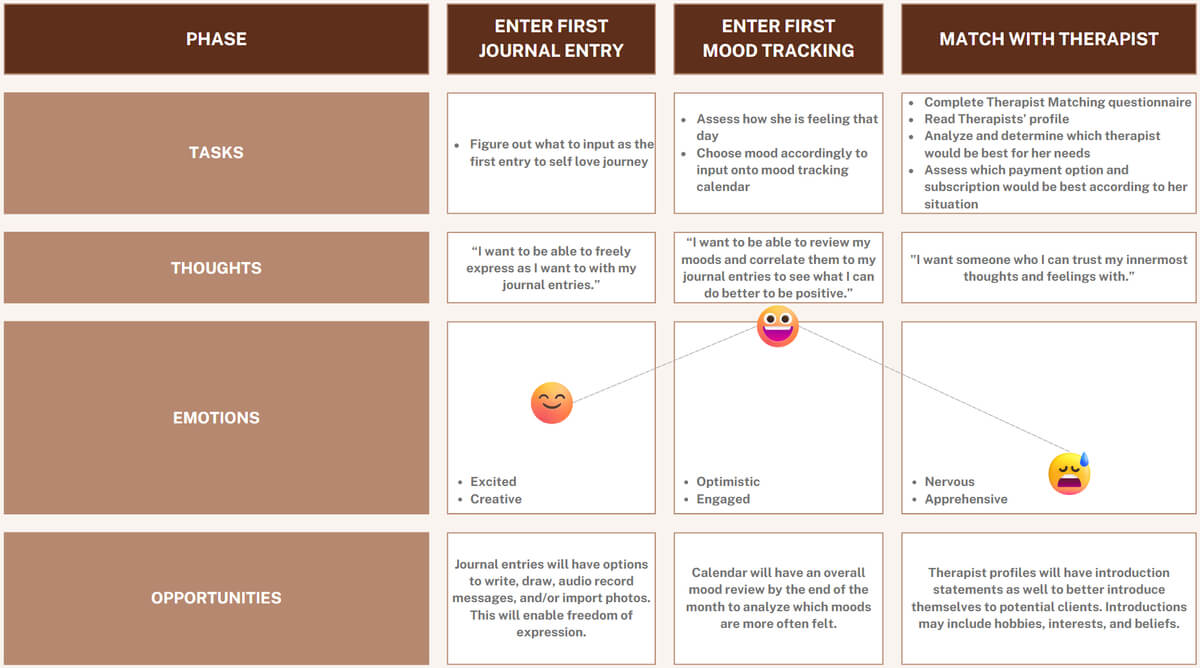 PHASE
ENTER FIRST
JOURNAL ENTRY
ENTER FIRST
MOOD TRACKING
MATCH WITH THERAPIST
TASKS
• Figure out what to input as the
first entry to self love journey
• Assess how she is feeling that
day
• Choose mood accordingly to
input onto mood tracking
calendar
• Complete Therapist Matching questionnaire
• Read Therapists' profile
• Analyze and determine which therapist
would be best for her needs
• Assess which payment option and
subscription would be best according to her
situation
THOUGHTS
“I want to be able to freely
express as I want to with my
journal entries.”
“I want to be able to review my
moods and correlate them to my
journal entries to see what I can
do better to be positive.”
"I want someone who I can trust my innermost
thoughts and feelings with.”
EMOTIONS
• Excited
• Creative
• Optimistic
• Engaged
• Nervous
• Apprehensive
OPPORTUNITIES
Journal entries will have options
to write, draw, audio record
messages, and/or import photos.
This will enable freedom of
expression.
Calendar will have an overall
mood review by the end of the
month to analyze which moods
are more often felt.
Therapist profiles will have introduction
statements as well to better introduce
themselves to potential clients. Introductions
may include hobbies, interests, and beliefs.